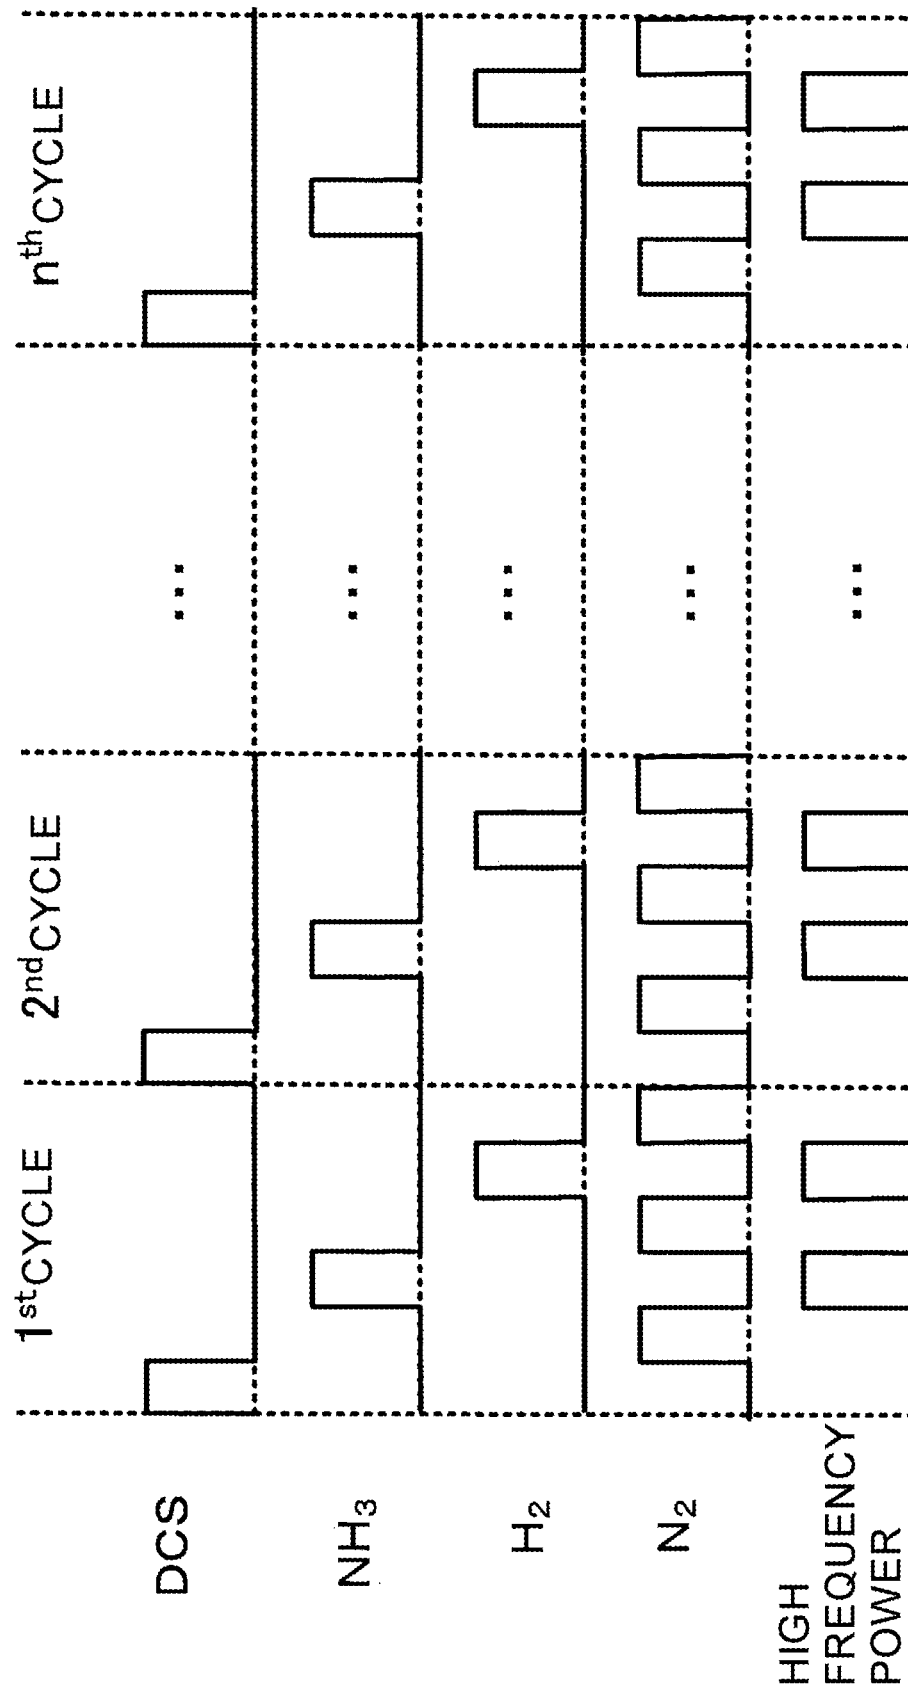 1stCYCLE
2ndCYCLE
nthCYCLE
DCS
...
NH3
...
H2
...
N2
...
HIGH
FREQUENCY
POWER
...